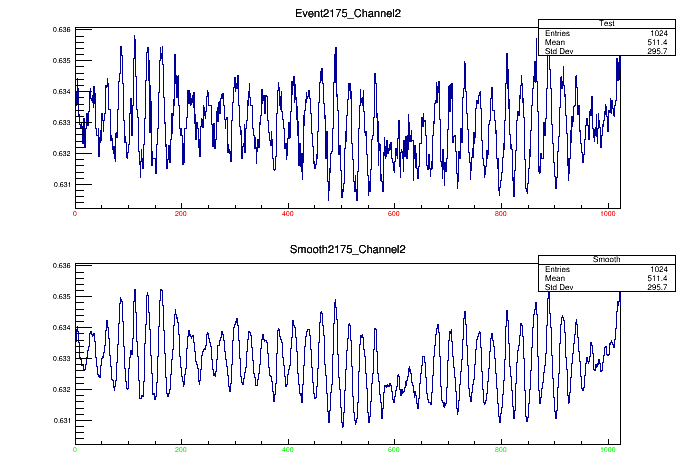 Event2175_Channel2
Test
Entries 1024
Mean 511.4
Std Dev 295.7
0.636
0.635
0.634
0.633
0.632
0.631
0 200 400 600 800 1000
Smooth2175_Channel2
Smooth
Entries 1024
Mean 511.4
Std Dev 295.7
0.636
0.635
0.634
0.633
0.632
0.631
0 200 400 600 800 1000